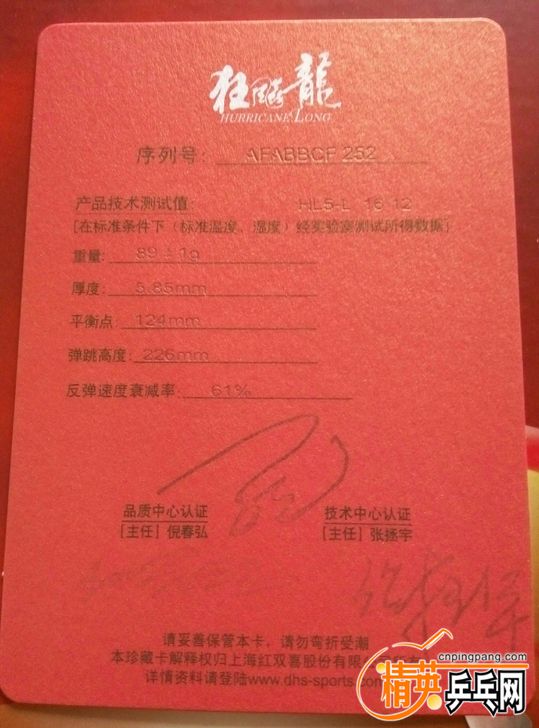 狂飚龍
HURRICANE LONG
序列号: AFABBCF 252
产品技术测试值: HL5-L 16 12
[在标准条件下(标准温度、湿度)经实验室测试所得数据]
重量: 89 ± 1g
厚度: 5.85mm
平衡点: 124mm
弹跳高度: 226mm
反弹速度衰减率: 61%
品质中心认证 技术中心认证
[主任] 倪春弘 [主任] 张拯宇
请妥善保管本卡,请勿弯折受潮
本珍藏卡解释权归上海红双喜股份有限
详情资料请登陆www.dhs-sports.com
cnpingpang.com
精英乒乓网